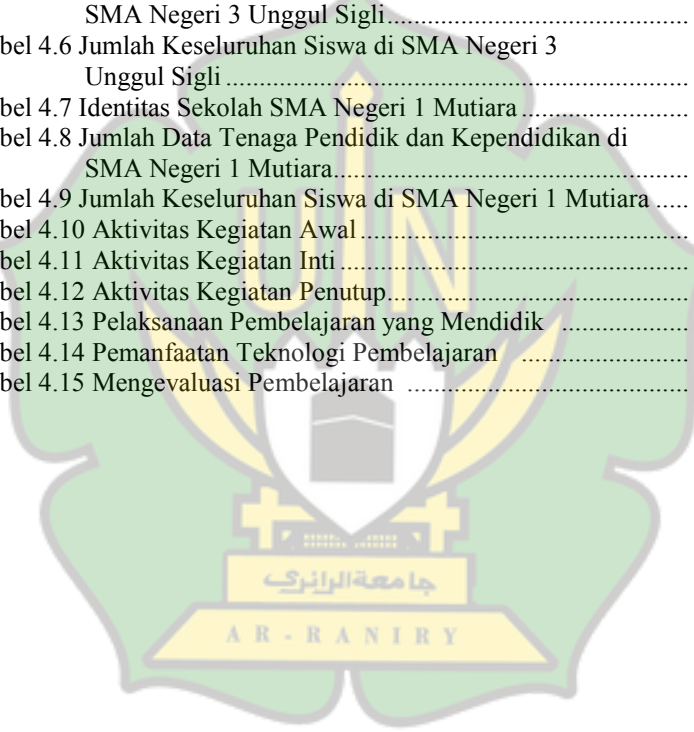 SMA Negeri 3 Unggul Sigli......................................................
bel 4.6 Jumlah Keseluruhan Siswa di SMA Negeri 3
Unggul Sigli..............................................................................
bel 4.7 Identitas Sekolah SMA Negeri 1 Mutiara.........................
bel 4.8 Jumlah Data Tenaga Pendidik dan Kependidikan di
SMA Negeri 1 Mutiara.....................................................
bel 4.9 Jumlah Keseluruhan Siswa di SMA Negeri 1 Mutiara .....
bel 4.10 Aktivitas Kegiatan Awal.................................................
bel 4.11 Aktivitas Kegiatan Inti....................................................
bel 4.12 Aktivitas Kegiatan Penutup.............................................
bel 4.13 Pelaksanaan Pembelajaran yang Mendidik ...................
bel 4.14 Pemanfaatan Teknologi Pembelajaran .........................
bel 4.15 Mengevaluasi Pembelajaran ..........................................
UIN
جامعة الرانري
AR-RANIRY